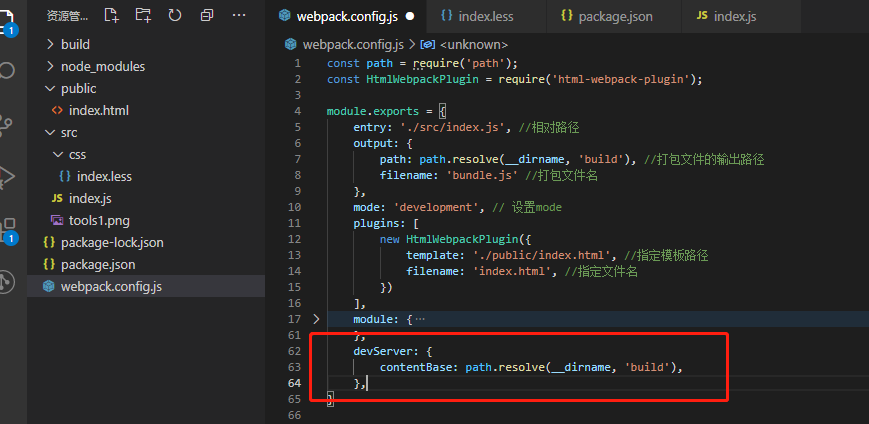 资源管...
build
node_modules
public
index.html
src
css
index.less
index.js
tools1.png
package-lock.json
package.json
webpack.config.js
1
1
webpack.config.js
index.less
package.json
index.js
webpack.config.js > <unknown>
1 const path = require('path');
2 const HtmlWebpackPlugin = require('html-webpack-plugin');
3
4 module.exports = {
5 entry: './src/index.js', //相对路径
6 output: {
7 path: path.resolve(__dirname, 'build'), //打包文件的输出路径
8 filename: 'bundle.js' //打包文件名
9 },
10 mode: 'development', // 设置mode
11 plugins: [
12 new HtmlWebpackPlugin({
13 template: './public/index.html', //指定模板路径
14 filename: 'index.html', //指定文件名
15 })
16 ],
17 module: {…
61 },
62 devServer: {
63 contentBase: path.resolve(__dirname, 'build'),
64 },
65 }
66